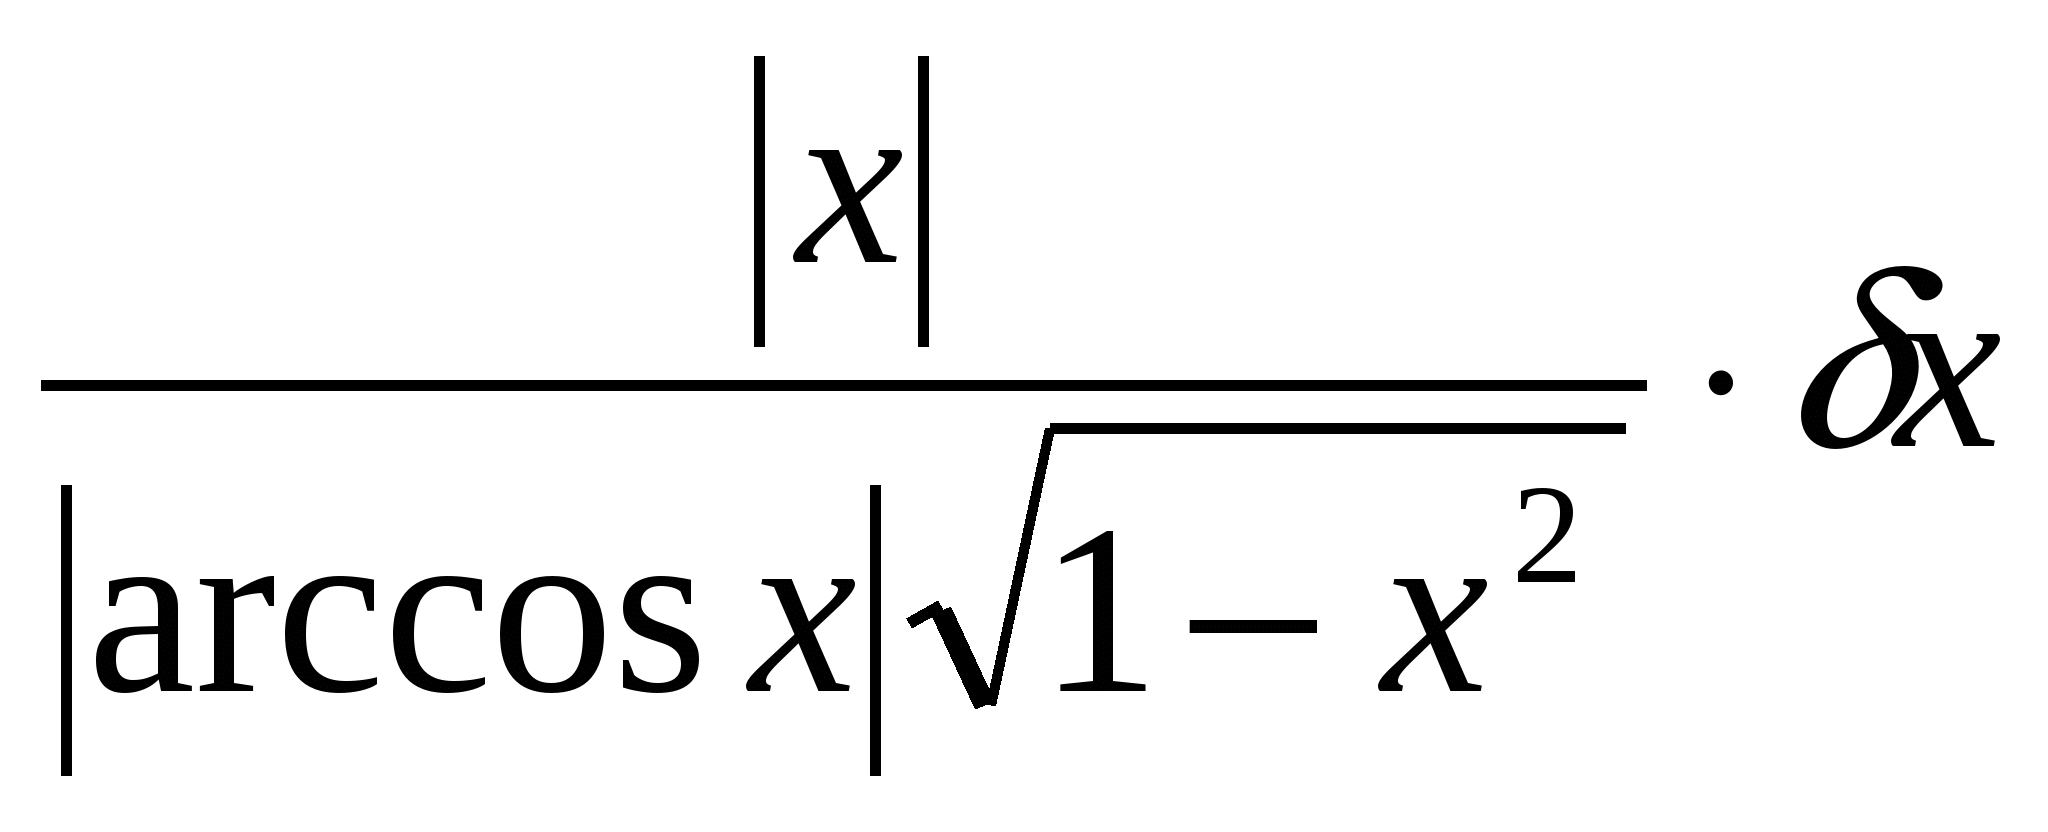 |x|
|arccos x|√1 − x² · δx